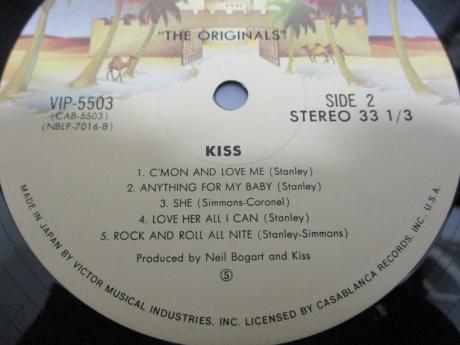 "THE ORIGINALS"
VIP-5503
(CAB-5503)
(NBLP-7016-B)
SIDE 2
STEREO 33 1/3
KISS
1. C'MON AND LOVE ME (Stanley)
2. ANYTHING FOR MY BABY (Stanley)
3. SHE (Simmons-Coronel)
4. LOVE HER ALL I CAN (Stanley)
5. ROCK AND ROLL ALL NITE (Stanley-Simmons)
Produced by Neil Bogart and Kiss
⑤
MADE IN JAPAN BY VICTOR MUSICAL INDUSTRIES, INC. LICENSED BY CASABLANCA RECORDS, INC., U.S.A.